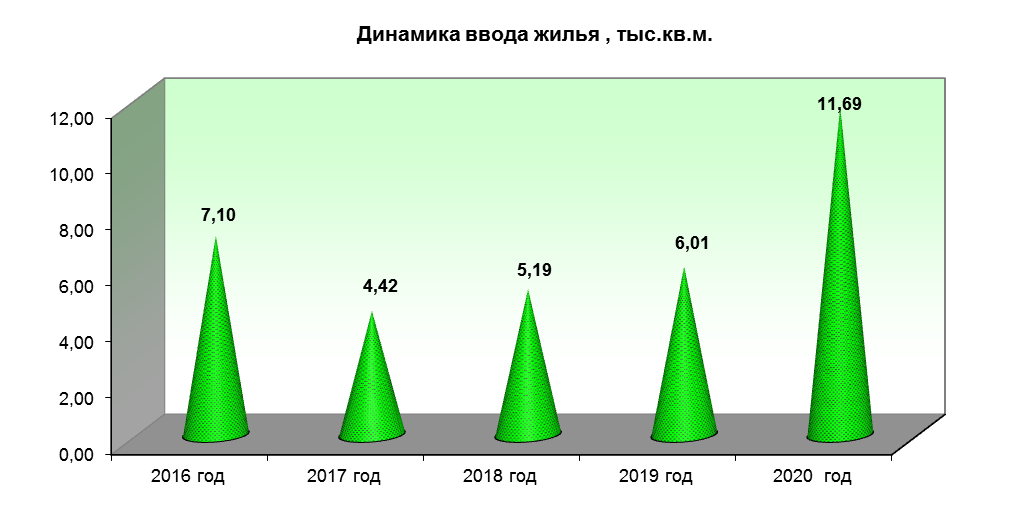 Динамика ввода жилья , тыс.кв.м.
12,00
10,00
8,00
6,00
4,00
2,00
0,00
7,10
4,42
5,19
6,01
11,69
2016 год
2017 год
2018 год
2019 год
2020  год